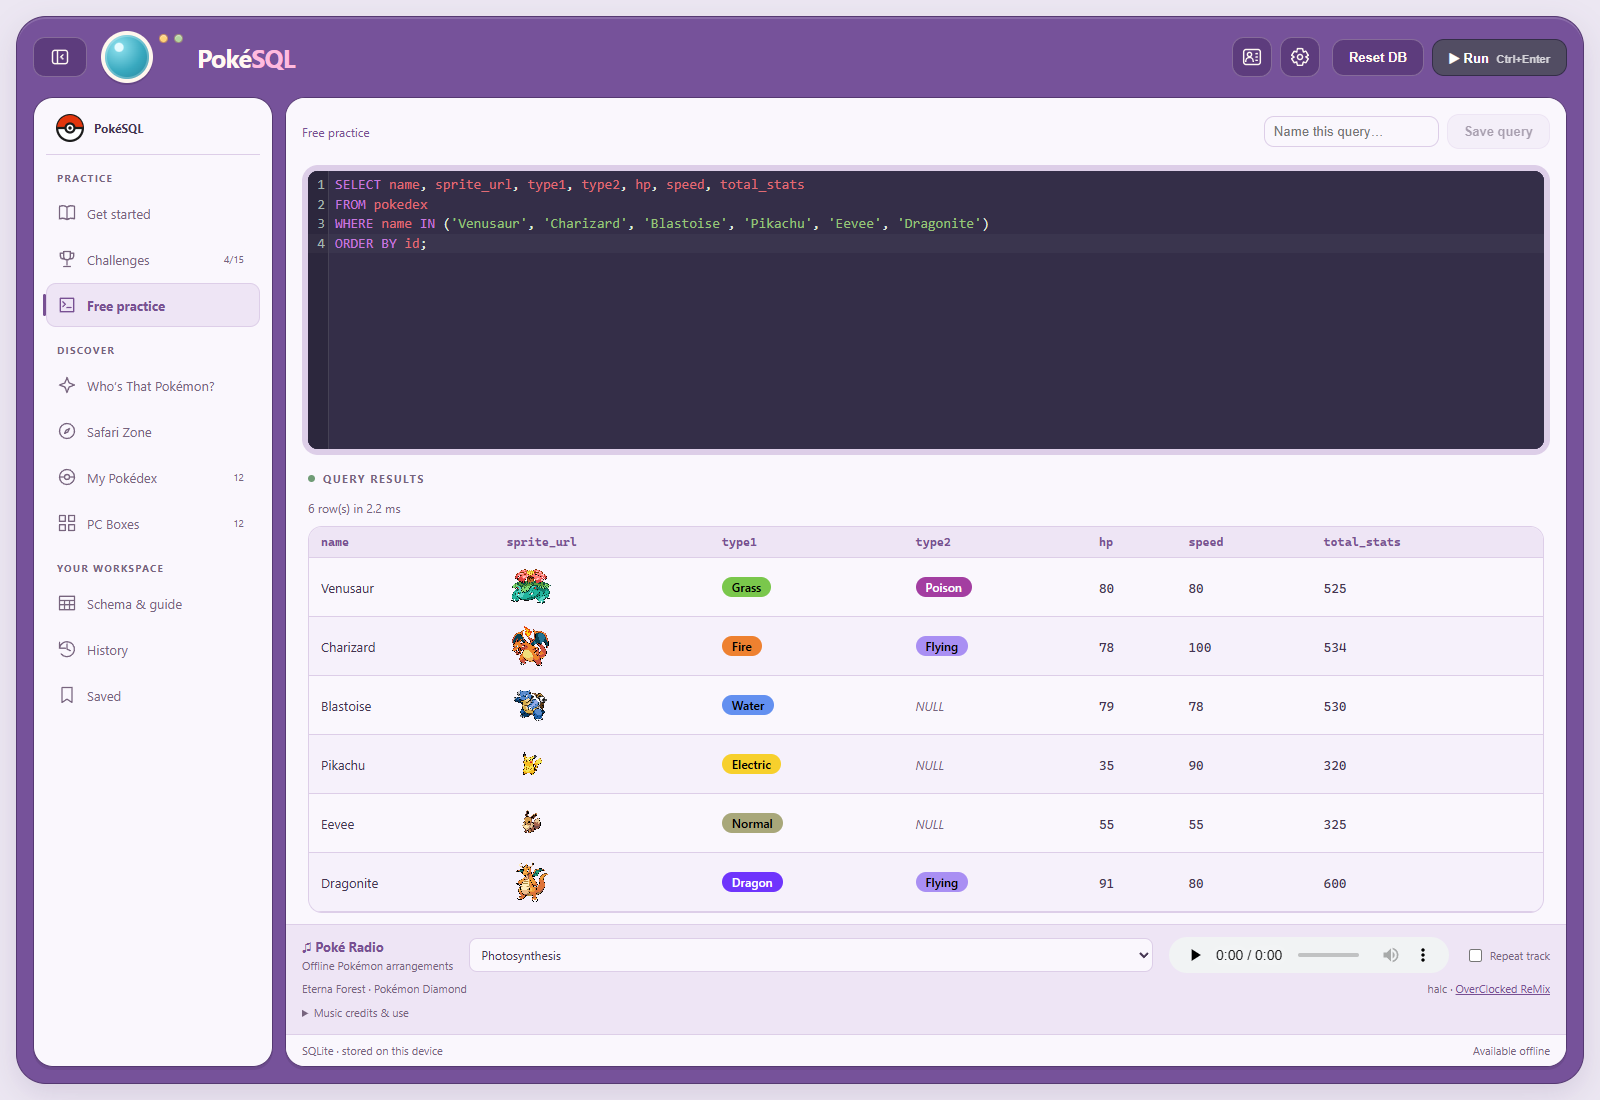 PokéSQL
Reset DB
▶ Run Ctrl+Enter
PokéSQL
PRACTICE
Get started
Challenges 4/15
Free practice
DISCOVER
Who's That Pokémon?
Safari Zone
My Pokédex 12
PC Boxes 12
YOUR WORKSPACE
Schema & guide
History
Saved
Free practice
Name this query...
Save query
1 SELECT name, sprite_url, type1, type2, hp, speed, total_stats
2 FROM pokedex
3 WHERE name IN ('Venusaur', 'Charizard', 'Blastoise', 'Pikachu', 'Eevee', 'Dragonite')
4 ORDER BY id;
QUERY RESULTS
6 row(s) in 2.2 ms
name sprite_url type1 type2 hp speed total_stats
Venusaur Grass Poison 80 80 525
Charizard Fire Flying 78 100 534
Blastoise Water NULL 79 78 530
Pikachu Electric NULL 35 90 320
Eevee Normal NULL 55 55 325
Dragonite Dragon Flying 91 80 600
♫ Poké Radio
Offline Pokémon arrangements
Photosynthesis
0:00 / 0:00
Repeat track
Eterna Forest · Pokémon Diamond
halc · OverClocked ReMix
▶ Music credits & use
SQLite · stored on this device
Available offline